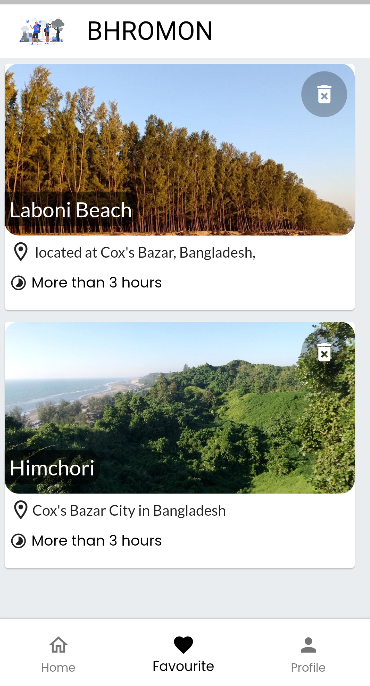 BHROMON
Laboni Beach
located at Cox's Bazar, Bangladesh,
More than 3 hours
Himchori
Cox's Bazar City in Bangladesh
More than 3 hours
Home
Favourite
Profile